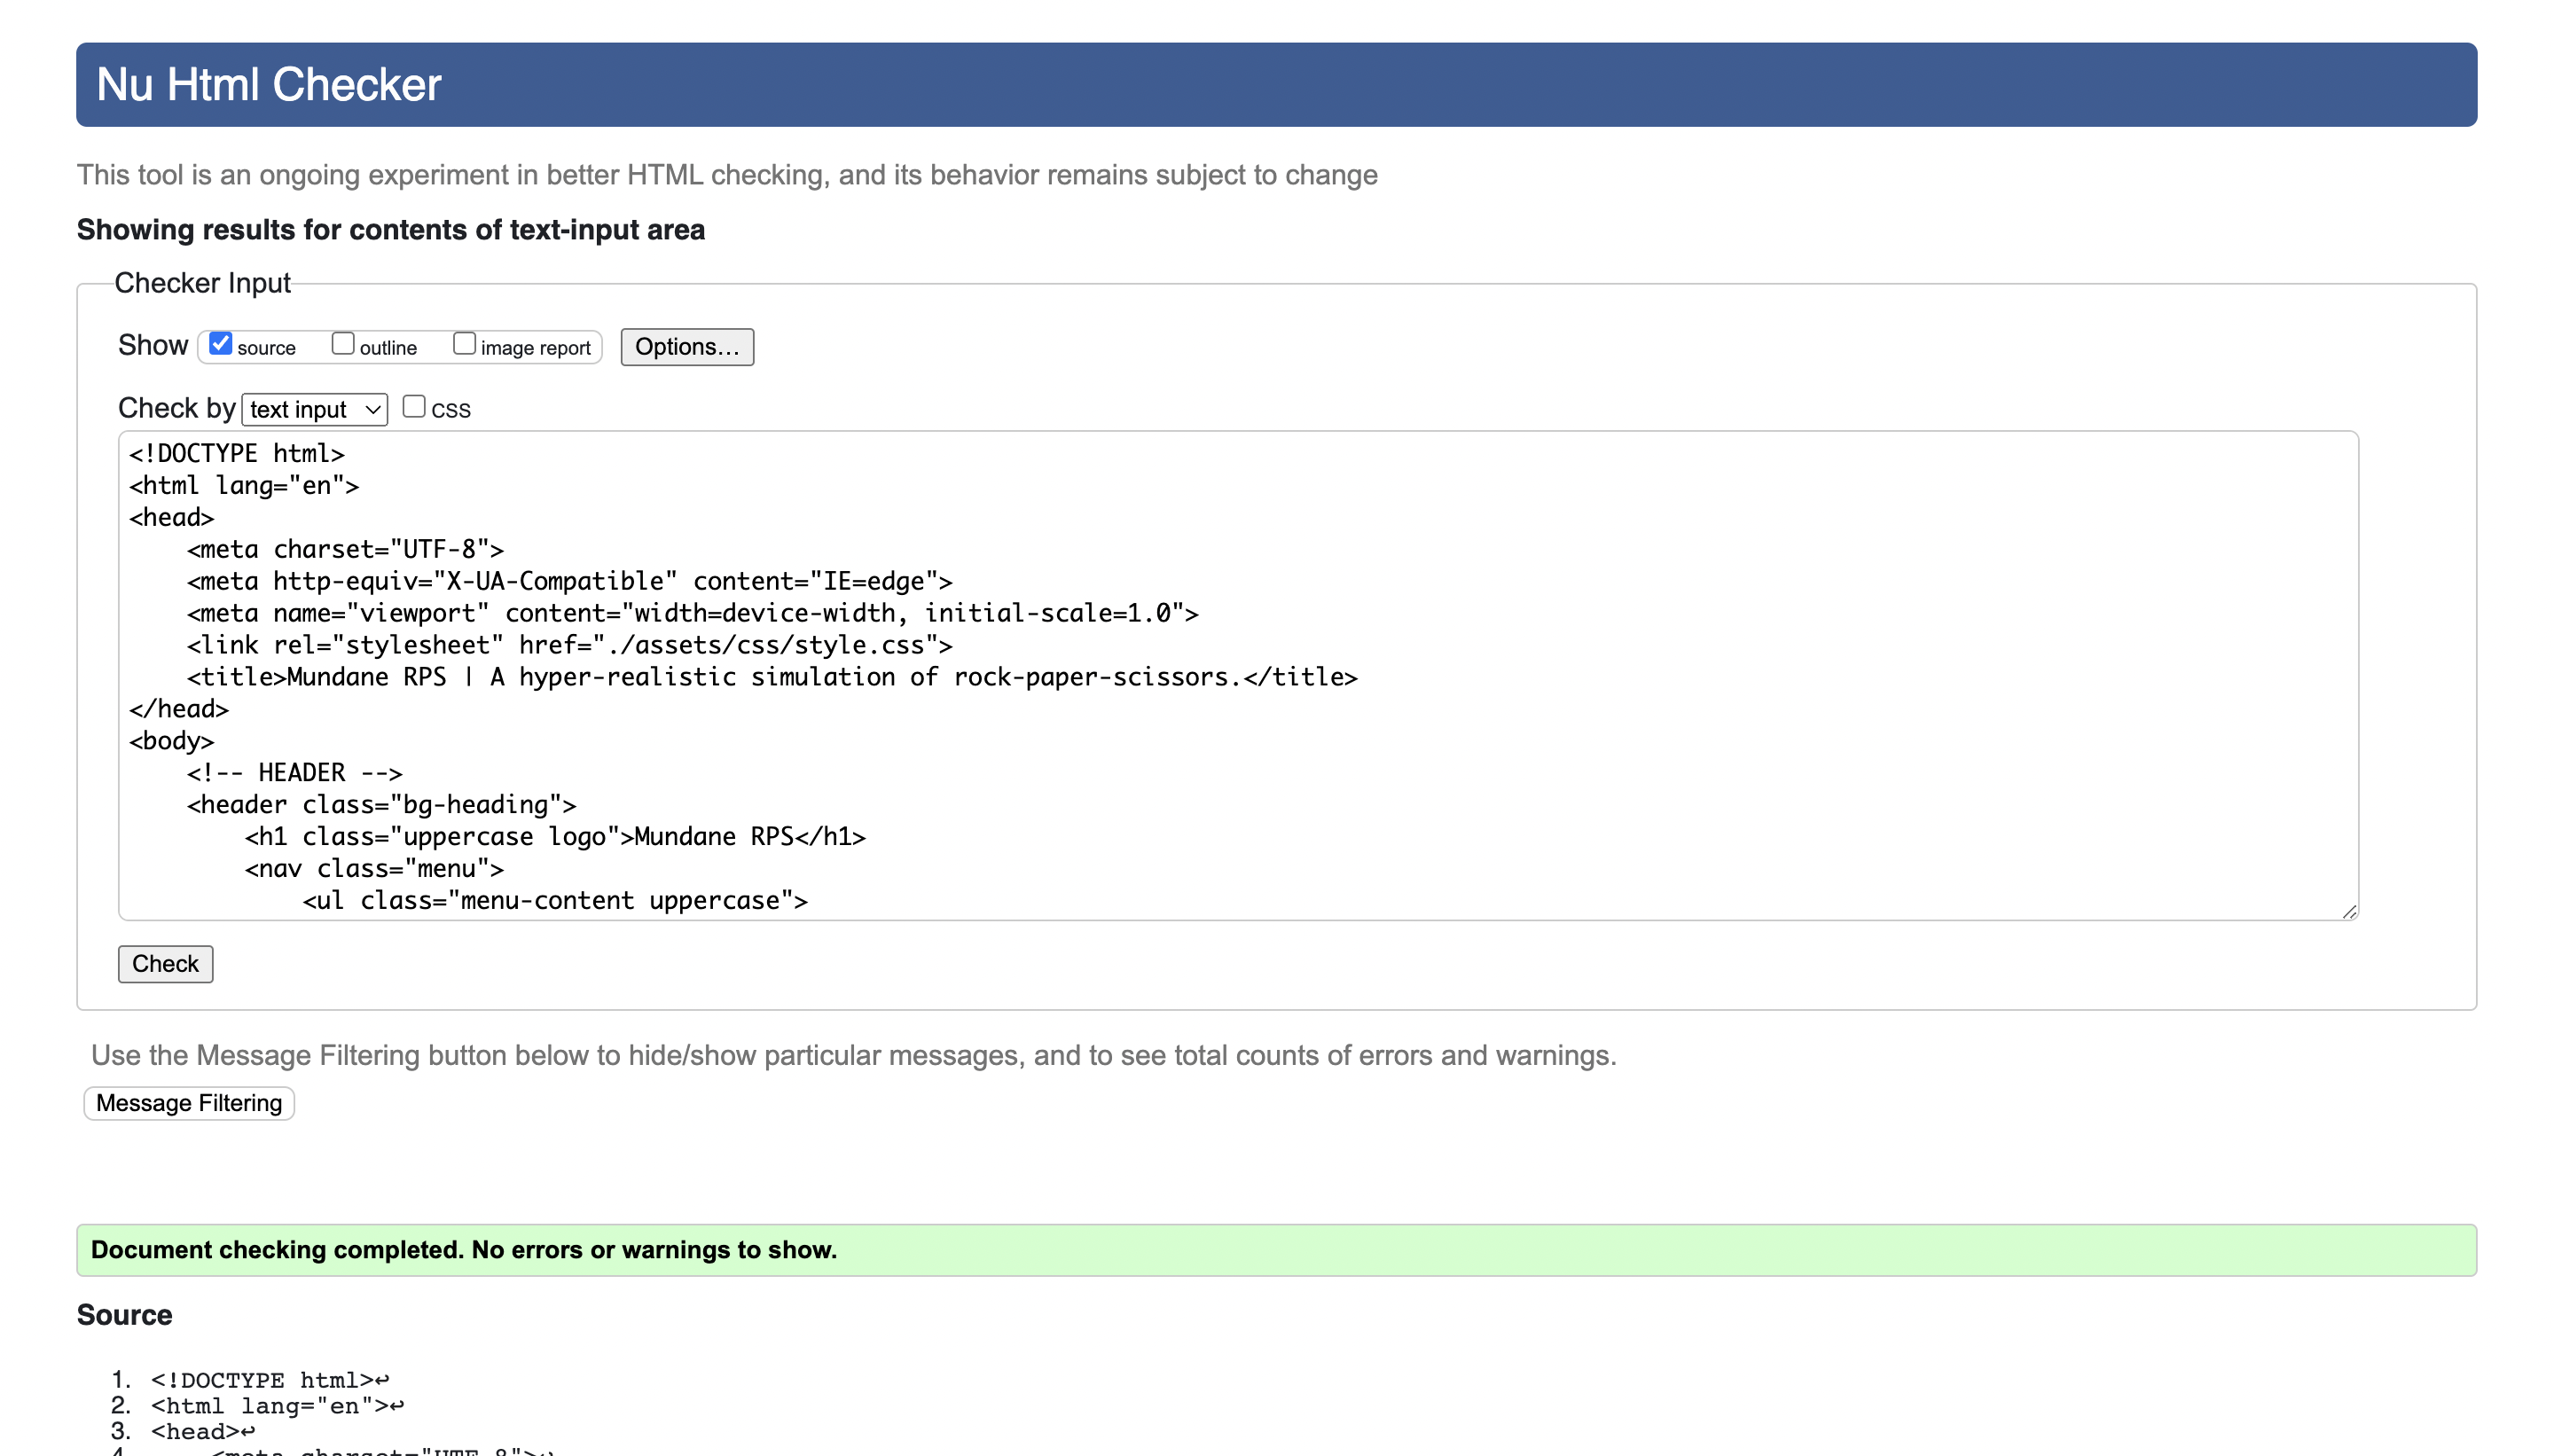 Nu Html Checker
This tool is an ongoing experiment in better HTML checking, and its behavior remains subject to change
Showing results for contents of text-input area
Checker Input
Show source outline image report Options...
Check by text input CSS
<!DOCTYPE html>
<html lang="en">
<head>
    <meta charset="UTF-8">
    <meta http-equiv="X-UA-Compatible" content="IE=edge">
    <meta name="viewport" content="width=device-width, initial-scale=1.0">
    <link rel="stylesheet" href="./assets/css/style.css">
    <title>Mundane RPS | A hyper-realistic simulation of rock-paper-scissors.</title>
</head>
<body>
    <!-- HEADER -->
    <header class="bg-heading">
        <h1 class="uppercase logo">Mundane RPS</h1>
        <nav class="menu">
            <ul class="menu-content uppercase">
Check
Use the Message Filtering button below to hide/show particular messages, and to see total counts of errors and warnings.
Message Filtering
Document checking completed. No errors or warnings to show.
Source
1. <!DOCTYPE html>↩
2. <html lang="en">↩
3. <head>↩
4.     <meta charset="UTF-8">↩